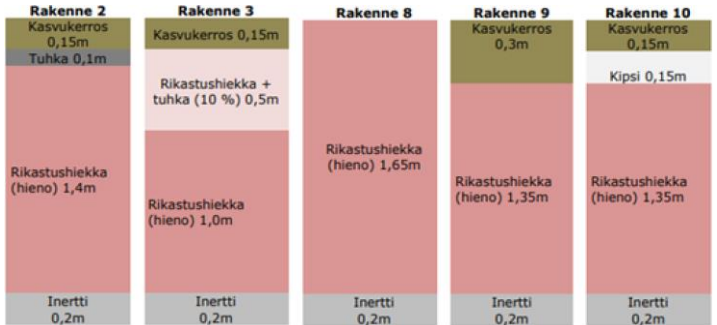 Rakenne 2
Kasvukerros
0,15m
Tuhka 0,1m
Rikastushiekka
(hieno) 1,4m
Inertti
0,2m
Rakenne 3
Kasvukerros 0,15m
Rikastushiekka +
tuhka (10 %) 0,5m
Rikastushiekka
(hieno) 1,0m
Inertti
0,2m
Rakenne 8
Rikastushiekka
(hieno) 1,65m
Inertti
0,2m
Rakenne 9
Kasvukerros
0,3m
Rikastushiekka
(hieno) 1,35m
Inertti
0,2m
Rakenne 10
Kasvukerros
0,15m
Kipsi 0,15m
Rikastushiekka
(hieno) 1,35m
Inertti
0,2m